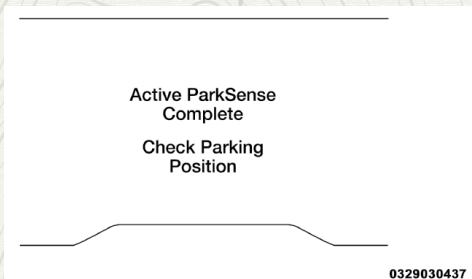 Active ParkSense
Complete
Check Parking
Position
0329030437